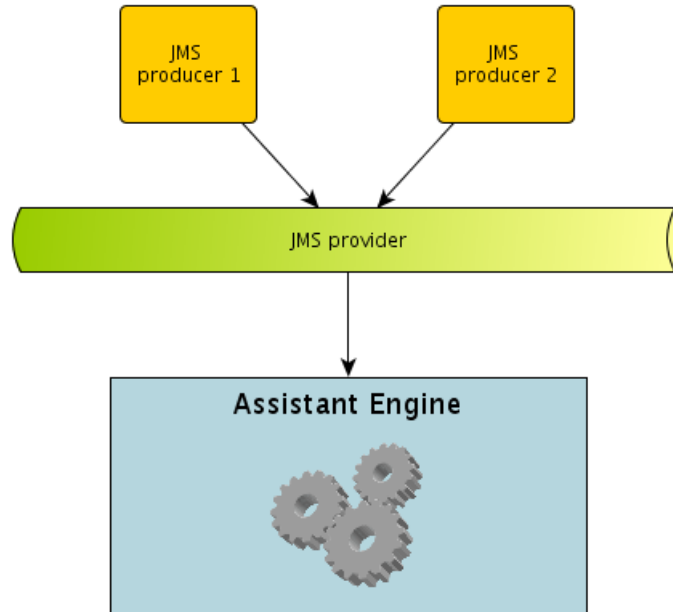 JMS
producer 1
JMS
producer 2
JMS provider
Assistant Engine